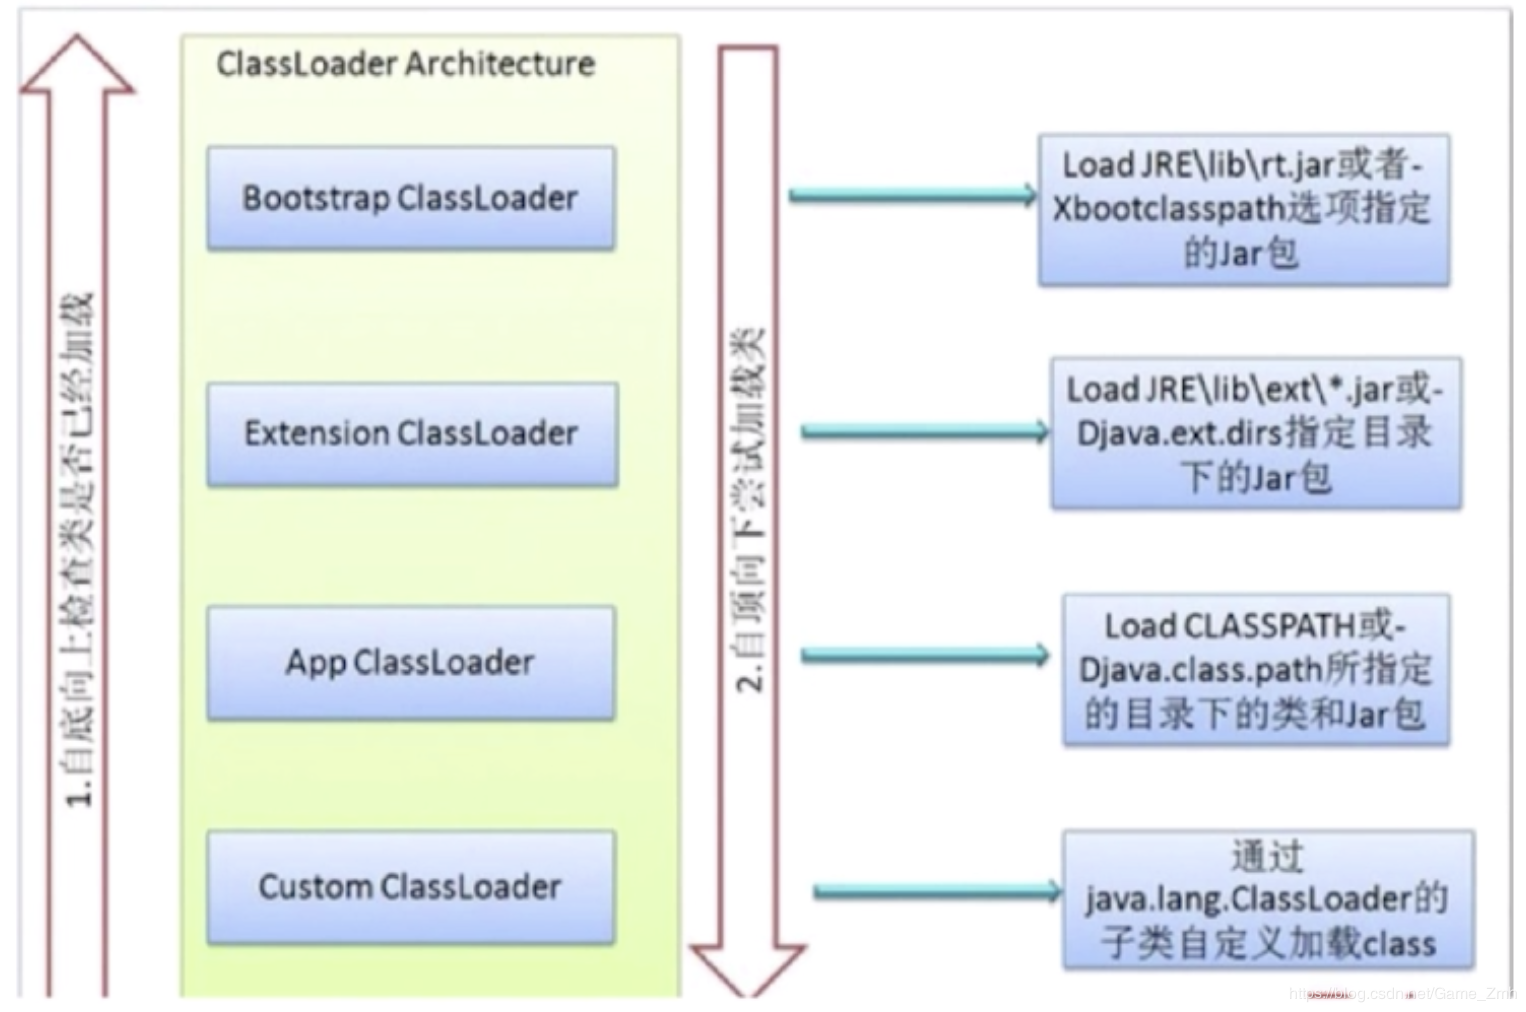 ClassLoader Architecture
1.自底向上检查类是否已经加载
2.自顶向下尝试加载类
Bootstrap ClassLoader
Load JRE\lib\rt.jar或者-
Xbootclasspath选项指定
的Jar包
Extension ClassLoader
Load JRE\lib\ext\*.jar或-
Djava.ext.dirs指定目录
下的Jar包
App ClassLoader
Load CLASSPATH或-
Djava.class.path所指定
的目录下的类和Jar包
Custom ClassLoader
通过
java.lang.ClassLoader的
子类自定义加载class
https://blog.csdn.net/Game_Zmh